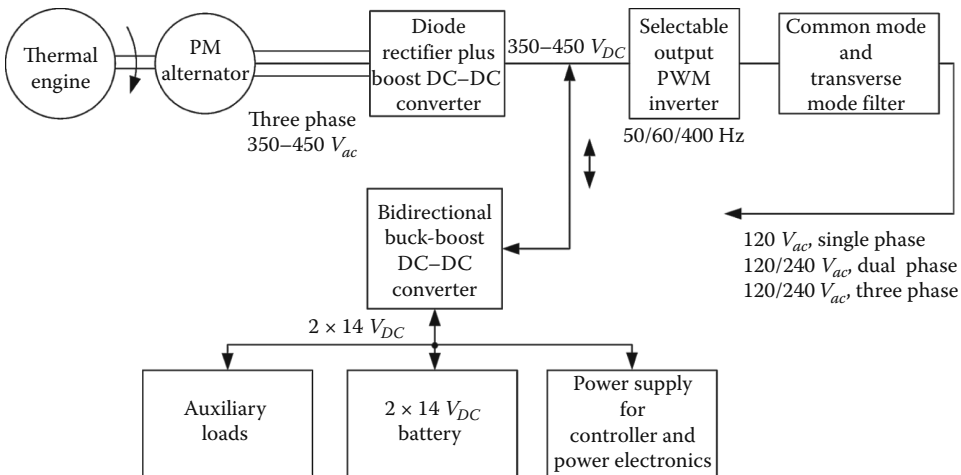 Thermal
engine
PM
alternator
Three phase
350–450 V_ac
Diode
rectifier plus
boost DC–DC
converter
350–450 V_DC
Selectable
output
PWM
inverter
50/60/400 Hz
Common mode
and
transverse
mode filter
120 V_ac, single phase
120/240 V_ac, dual phase
120/240 V_ac, three phase
Bidirectional
buck-boost
DC–DC
converter
2 × 14 V_DC
Auxiliary
loads
2 × 14 V_DC
battery
Power supply
for
controller and
power electronics